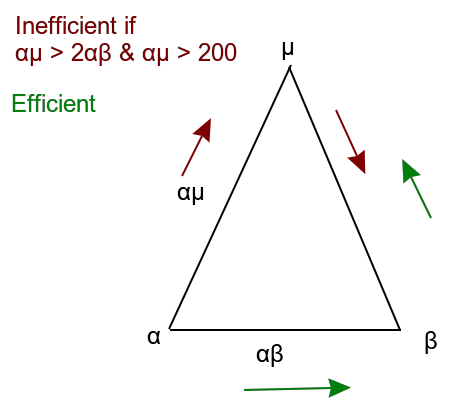 Inefficient if
αμ > 2αβ & αμ > 200
μ
Efficient
αμ
α
β
αβ